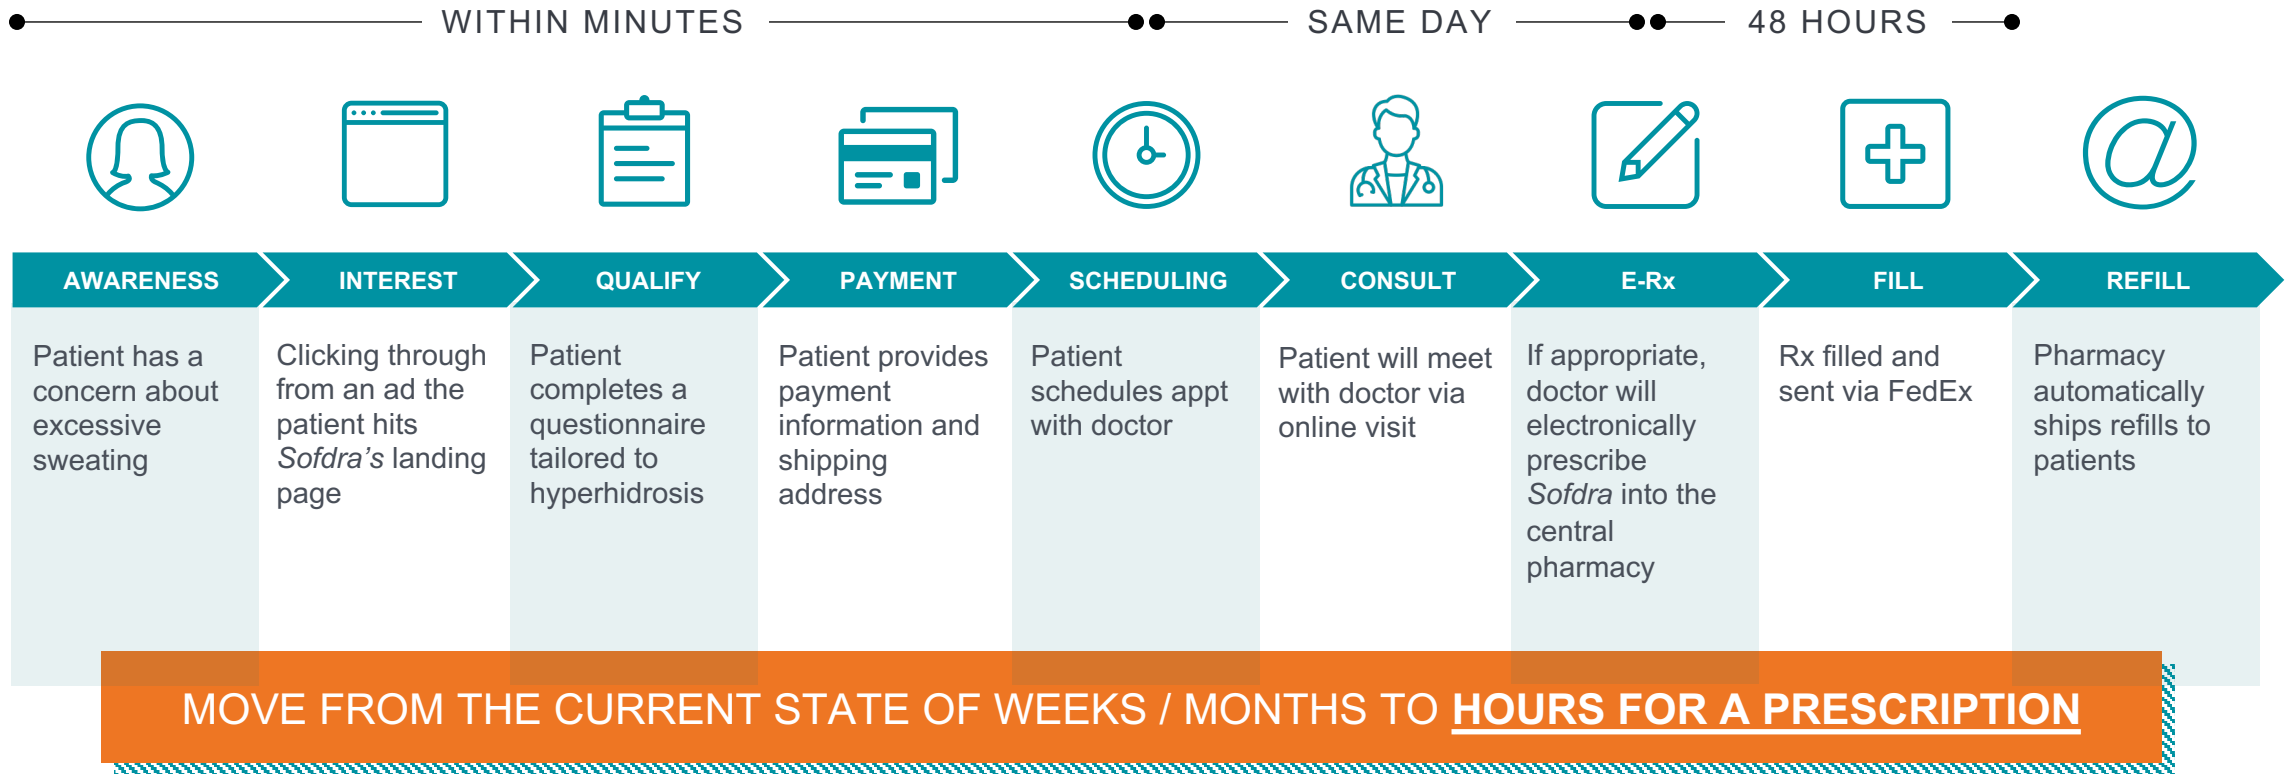 WITHIN MINUTES
SAME DAY
48 HOURS
AWARENESS
INTEREST
QUALIFY
PAYMENT
SCHEDULING
CONSULT
E-Rx
FILL
REFILL
Patient has a
concern about
excessive
sweating
Clicking through
from an ad the
patient hits
Sofdra’s landing
page
Patient
completes a
questionnaire
tailored to
hyperhidrosis
Patient provides
payment
information and
shipping
address
Patient
schedules appt
with doctor
Patient will meet
with doctor via
online visit
If appropriate,
doctor will
electronically
prescribe
Sofdra into the
central
pharmacy
Rx filled and
sent via FedEx
Pharmacy
automatically
ships refills to
patients
MOVE FROM THE CURRENT STATE OF WEEKS / MONTHS TO HOURS FOR A PRESCRIPTION